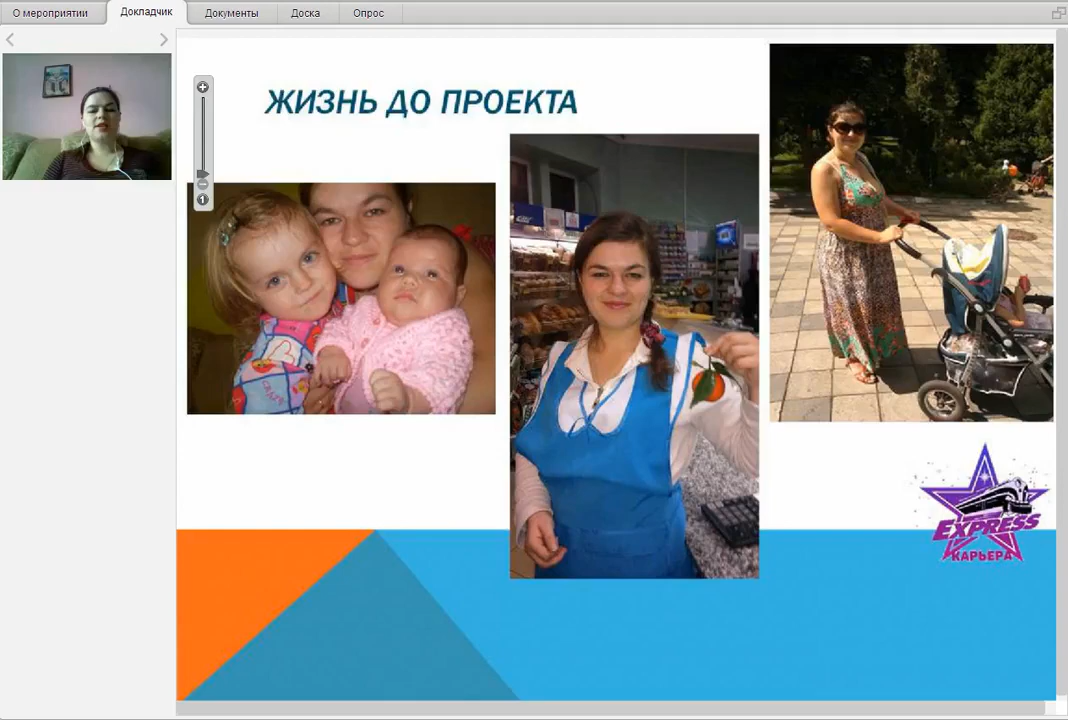 О мероприятии
Докладчик
Документы
Доска
Опрос
ЖИЗНЬ ДО ПРОЕКТА
EXPRESS
КАРЬЕРА